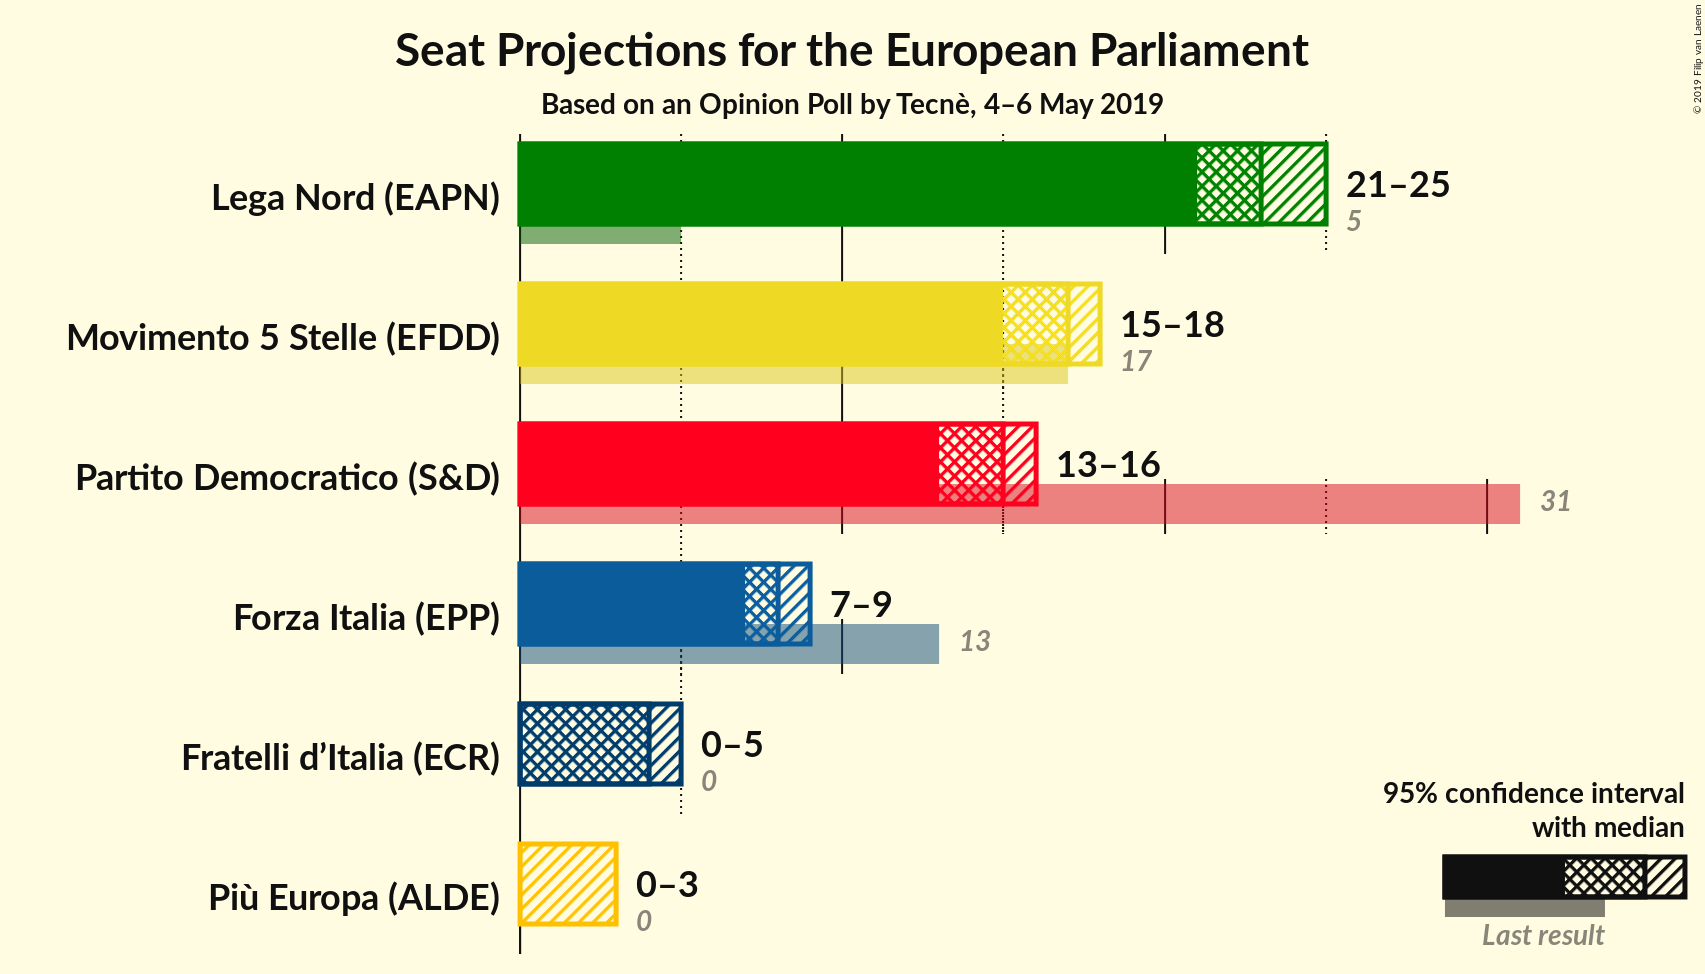 Seat Projections for the European Parliament
Based on an Opinion Poll by Tecnè, 4–6 May 2019
© 2019 Filip van Laenen
Lega Nord (EAPN)
21–25
5
Movimento 5 Stelle (EFDD)
15–18
17
Partito Democratico (S&D)
13–16
31
Forza Italia (EPP)
7–9
13
Fratelli d’Italia (ECR)
0–5
0
Più Europa (ALDE)
0–3
0
95% confidence interval
with median
Last result